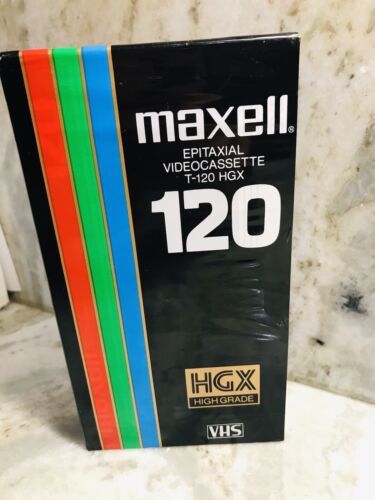 maxell®
EPITAXIAL
VIDEOCASSETTE
T-120 HGX
120
HGX
HIGH GRADE
VHS